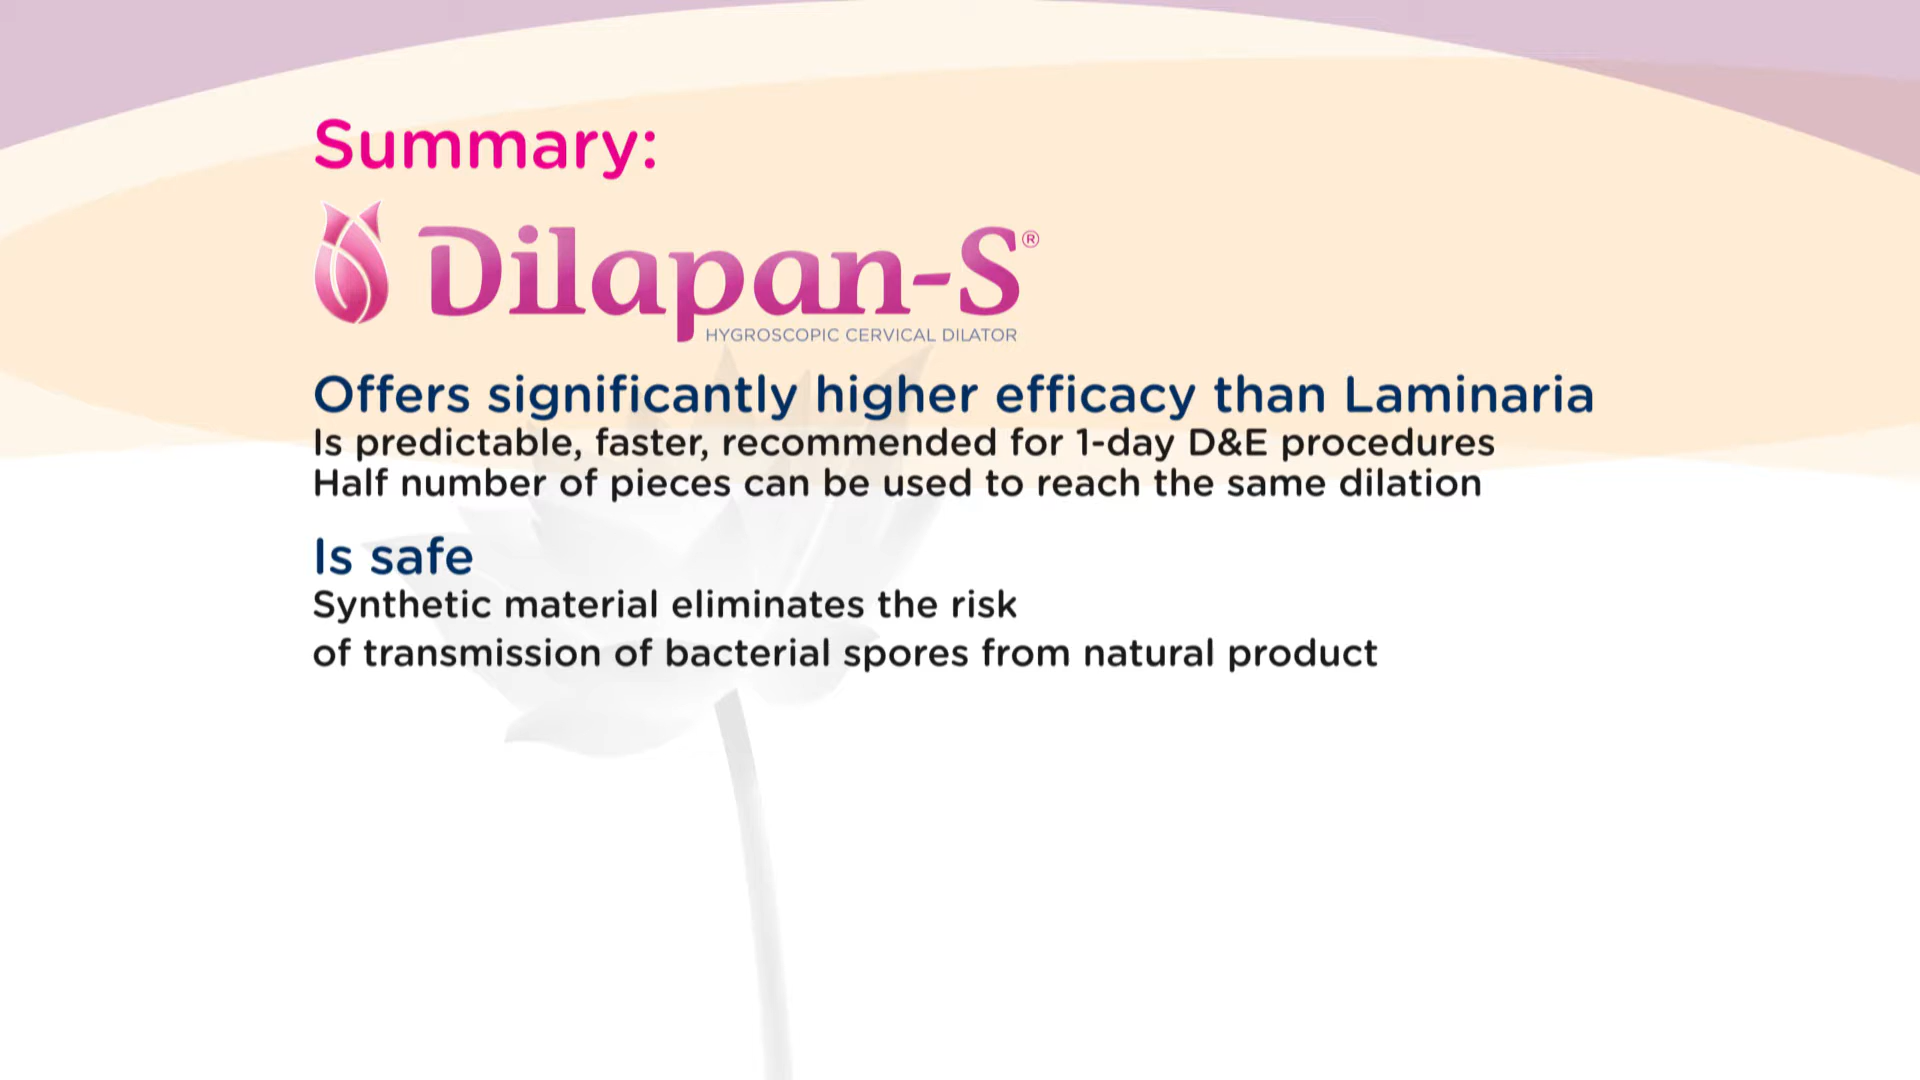 Summary:
Dilapan-S®
HYGROSCOPIC CERVICAL DILATOR
Offers significantly higher efficacy than Laminaria
Is predictable, faster, recommended for 1-day D&E procedures
Half number of pieces can be used to reach the same dilation
Is safe
Synthetic material eliminates the risk
of transmission of bacterial spores from natural product